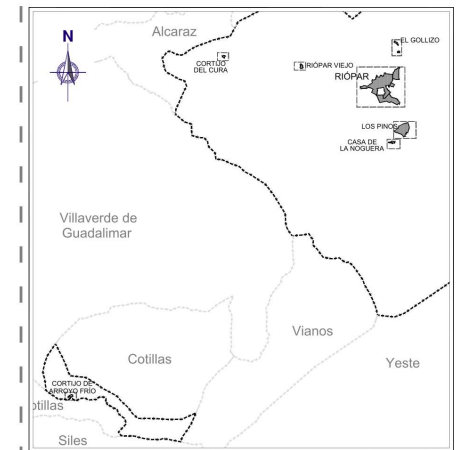 N
Alcaraz
CORTIJO
DEL CURA
EL GOLLIZO
RIÓPAR VIEJO
RIÓPAR
LOS PINOS
CASA DE
LA NOGUERA
Villaverde de
Guadalimar
Vianos
Cotillas
Yeste
CORTIJO DE
ARROYO FRÍO
otillas
Siles